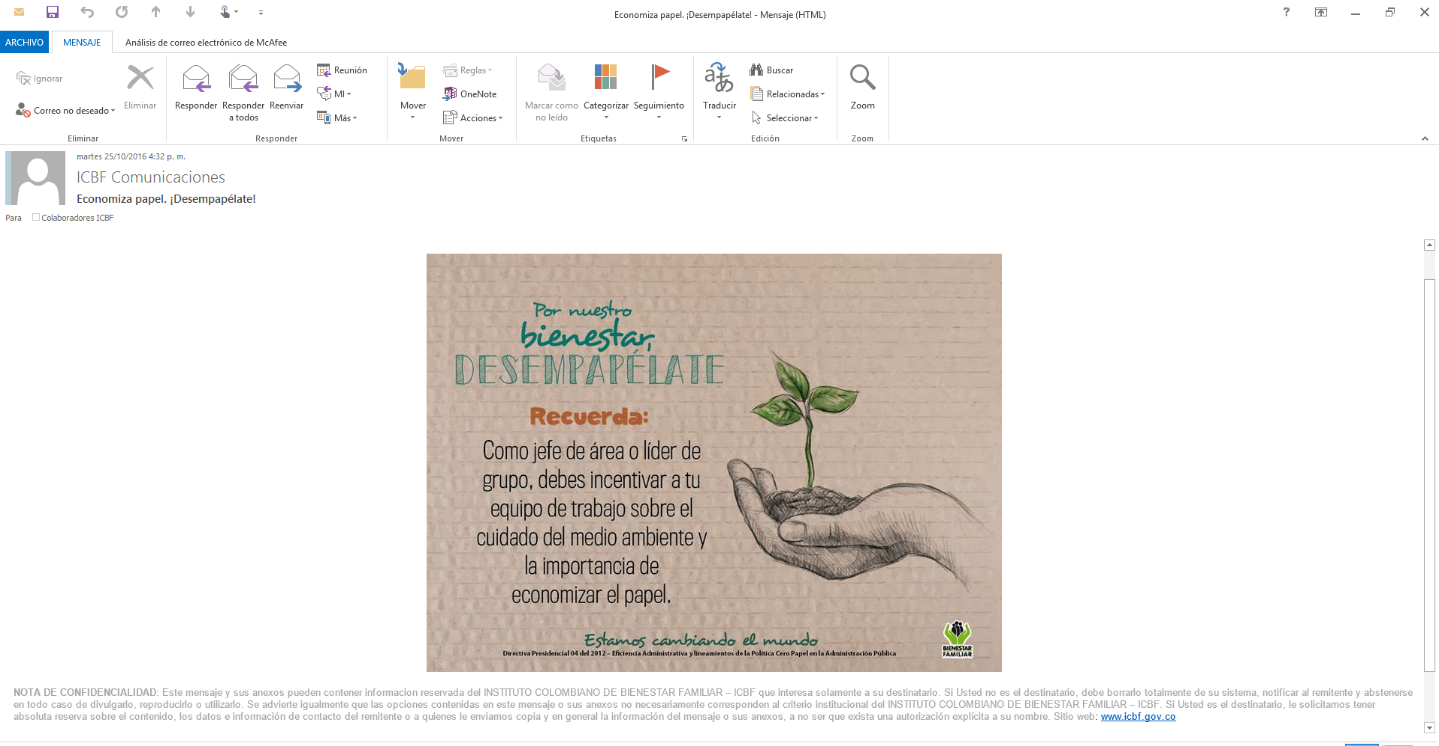 Economiza papel. ¡Desempapélate! - Mensaje (HTML)
ARCHIVO
MENSAJE
Análisis de correo electrónico de McAfee
Ignorar
Correo no deseado
Eliminar
Eliminar
Responder
Responder a todos
Reenviar
Reunión
MI
Más
Responder
Mover
Reglas
OneNote
Acciones
Mover
Marcar como no leído
Categorizar
Seguimiento
Etiquetas
Traducir
Buscar
Relacionadas
Seleccionar
Edición
Zoom
Zoom
martes 25/10/2016 4:32 p. m.
ICBF Comunicaciones
Economiza papel. ¡Desempapélate!
Para Colaboradores ICBF
Por nuestro
bienestar,
DESEMPAPÉLATE
Recuerda:
Como jefe de área o líder de
grupo, debes incentivar a tu
equipo de trabajo sobre el
cuidado del medio ambiente y
la importancia de
economizar el papel.
Estamos cambiando el mundo
Directiva Presidencial 04 del 2012 – Eficiencia Administrativa y lineamientos de la Política Cero Papel en la Administración Pública
BIENESTAR
FAMILIAR
NOTA DE CONFIDENCIALIDAD: Este mensaje y sus anexos pueden contener informacion reservada del INSTITUTO COLOMBIANO DE BIENESTAR FAMILIAR – ICBF que interesa solamente a su destinatario. Si Usted no es el destinatario, debe borrarlo totalmente de su sistema, notificar al remitente y abstenerse
en todo caso de divulgarlo, reproducirlo o utilizarlo. Se advierte igualmente que las opciones contenidas en este mensaje o sus anexos no necesariamente corresponden al criterio institucional del INSTITUTO COLOMBIANO DE BIENESTAR FAMILIAR – ICBF. Si Usted es el destinatario, le solicitamos tener
absoluta reserva sobre el contenido, los datos e información de contacto del remitente o a quienes le enviamos copia y en general la información del mensaje o sus anexos, a no ser que exista una autorización explícita a su nombre. Sitio web: www.icbf.gov.co